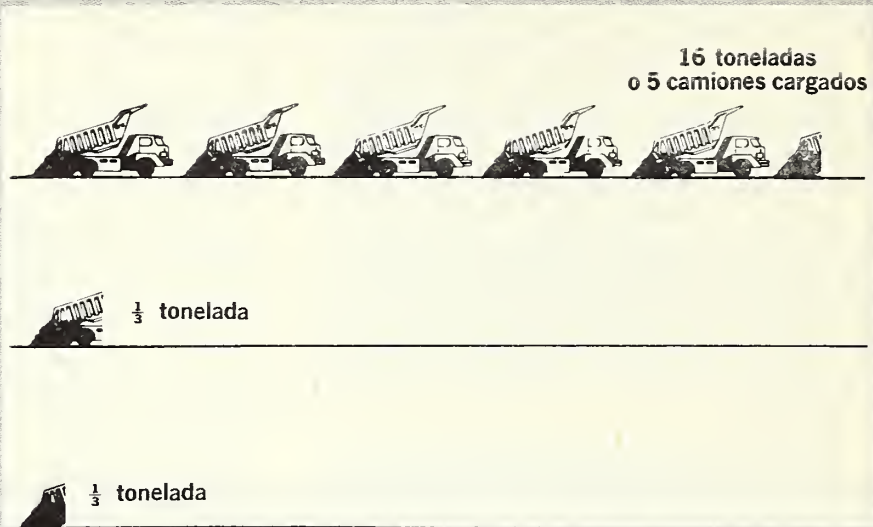 16 toneladas
o 5 camiones cargados
⅓ tonelada
⅓ tonelada